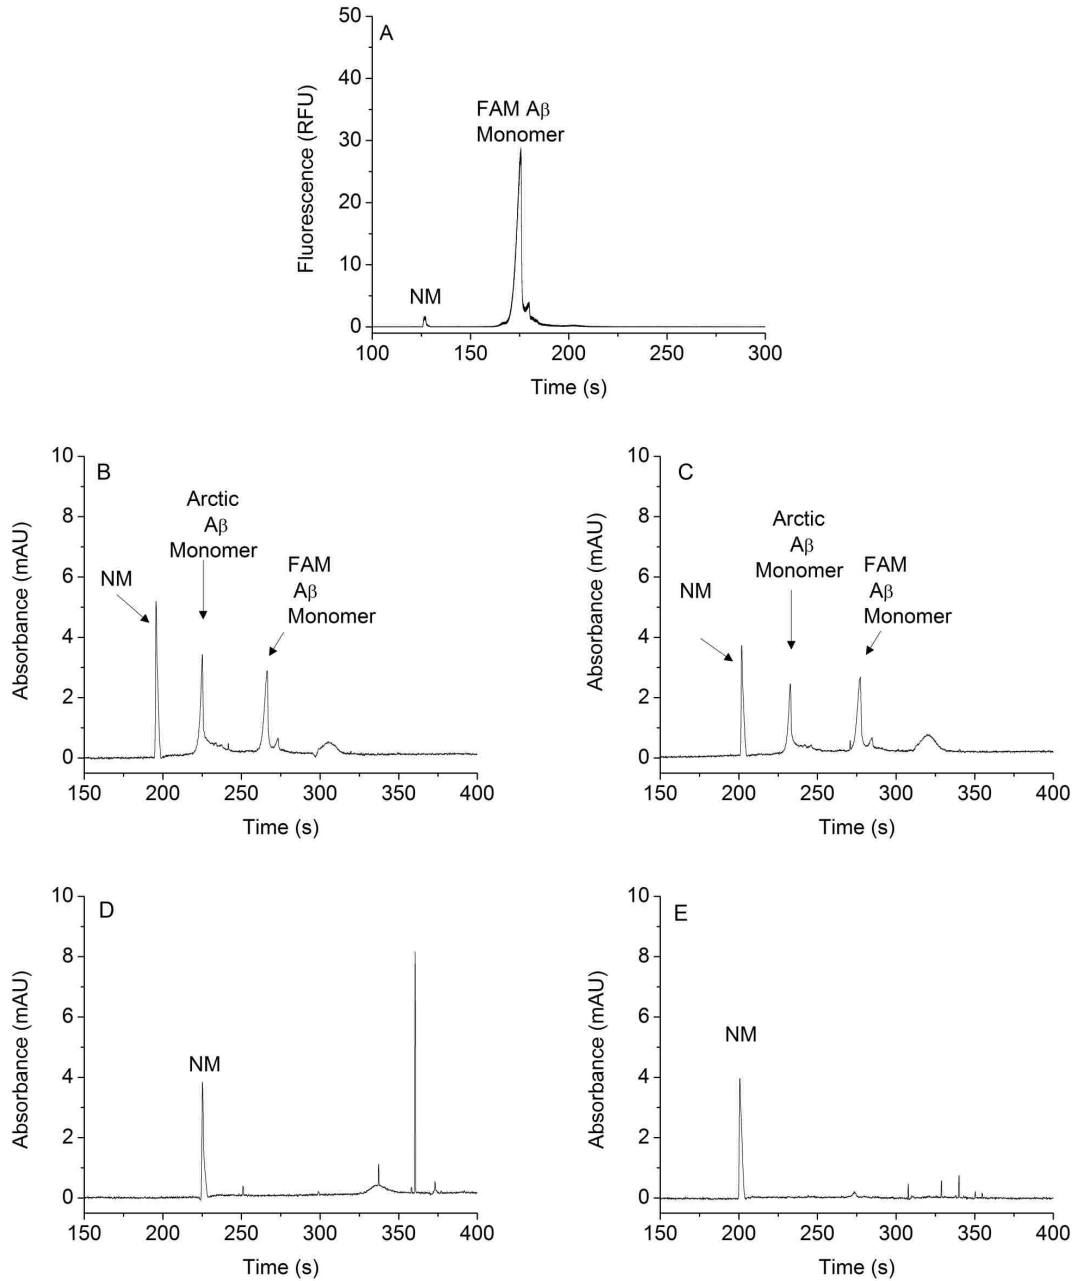 A
50
40
30
20
10
0
Fluorescence (RFU)
FAM Aβ
Monomer
NM
100 150 200 250 300
Time (s)
B
10
8
6
4
2
0
Absorbance (mAU)
NM
Arctic
Aβ
Monomer
FAM
Aβ
Monomer
150 200 250 300 350 400
Time (s)
C
10
8
6
4
2
0
Absorbance (mAU)
NM
Arctic
Aβ
Monomer
FAM
Aβ
Monomer
150 200 250 300 350 400
Time (s)
D
10
8
6
4
2
0
Absorbance (mAU)
NM
150 200 250 300 350 400
Time (s)
E
10
8
6
4
2
0
Absorbance (mAU)
NM
150 200 250 300 350 400
Time (s)